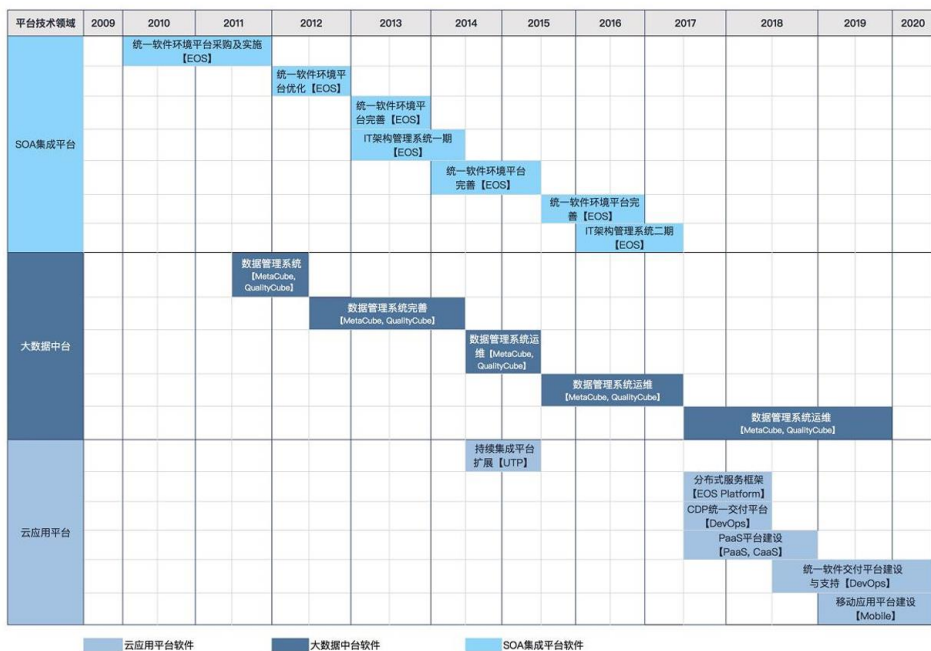 平台技术领域 2009 2010 2011 2012 2013 2014 2015 2016 2017 2018 2019 2020
SOA集成平台
统一软件环境平台采购及实施
【EOS】
统一软件环境平
台优化【EOS】
统一软件环境平
台完善【EOS】
IT架构管理系统一期
【EOS】
统一软件环境平台
完善【EOS】
统一软件环境平台完
善【EOS】
IT架构管理系统二期
【EOS】
大数据中台
数据管理系统
【MetaCube,
QualityCube】
数据管理系统完善
【MetaCube, QualityCube】
数据管理系统运
维【MetaCube,
QualityCube】
数据管理系统运维
【MetaCube, QualityCube】
数据管理系统运维
【MetaCube, QualityCube】
云应用平台
持续集成平台
扩展【UTP】
分布式服务框架
【EOS Platform】
CDP统一交付平台
【DevOps】
PaaS平台建设
【PaaS, CaaS】
统一软件交付平台建设
与支持【DevOps】
移动应用平台建设
【Mobile】
云应用平台软件 大数据中台软件 SOA集成平台软件